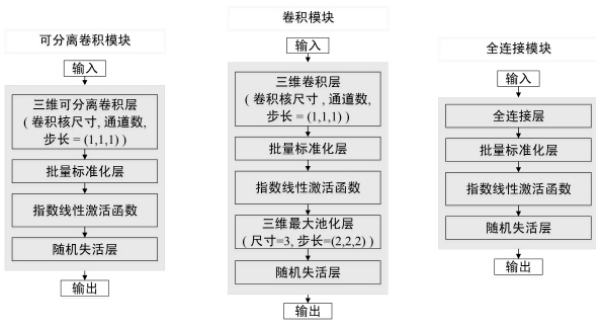 可分离卷积模块
输入
三维可分离卷积层
( 卷积核尺寸, 通道数,
步长 = (1,1,1) )
批量标准化层
指数线性激活函数
随机失活层
输出
卷积模块
输入
三维卷积层
( 卷积核尺寸 , 通道数,
步长 = (1,1,1) )
批量标准化层
指数线性激活函数
三维最大池化层
( 尺寸=3, 步长=(2,2,2) )
随机失活层
输出
全连接模块
输入
全连接层
批量标准化层
指数线性激活函数
随机失活层
输出